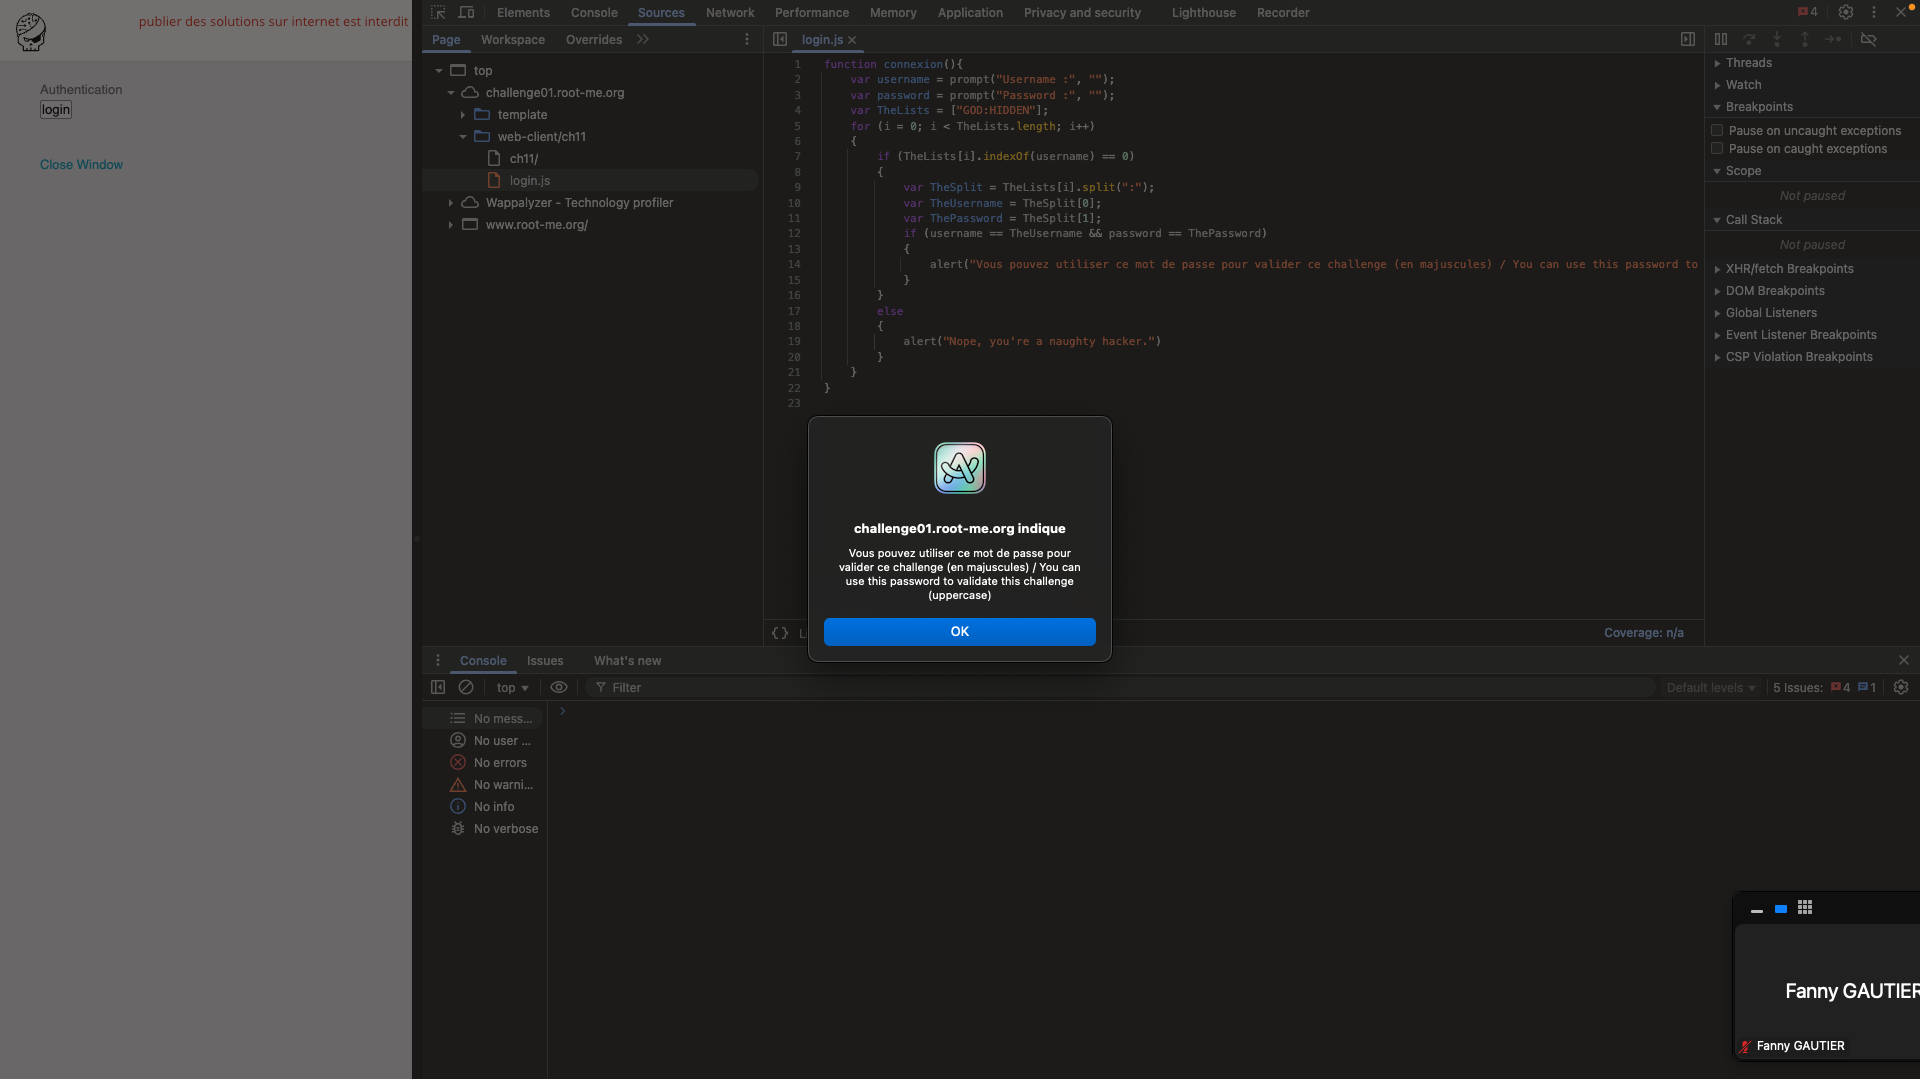 publier des solutions sur internet est interdit
Authentication
login
Close Window
Elements Console Sources Network Performance Memory Application Privacy and security Lighthouse Recorder 4
Page Workspace Overrides
top
challenge01.root-me.org
template
web-client/ch11
ch11/
login.js
Wappalyzer - Technology profiler
www.root-me.org/
login.js
1 function connexion(){
2 var username = prompt("Username :", "");
3 var password = prompt("Password :", "");
4 var TheLists = ["GOD:HIDDEN"];
5 for (i = 0; i < TheLists.length; i++)
6 {
7 if (TheLists[i].indexOf(username) == 0)
8 {
9 var TheSplit = TheLists[i].split(":");
10 var TheUsername = TheSplit[0];
11 var ThePassword = TheSplit[1];
12 if (username == TheUsername && password == ThePassword)
13 {
14 alert("Vous pouvez utiliser ce mot de passe pour valider ce challenge (en majuscules) / You can use this password to
15 }
16 }
17 else
18 {
19 alert("Nope, you're a naughty hacker.")
20 }
21 }
22 }
23
{ } Li
Coverage: n/a
Threads
Watch
Breakpoints
Pause on uncaught exceptions
Pause on caught exceptions
Scope
Not paused
Call Stack
Not paused
XHR/fetch Breakpoints
DOM Breakpoints
Global Listeners
Event Listener Breakpoints
CSP Violation Breakpoints
challenge01.root-me.org indique
Vous pouvez utiliser ce mot de passe pour
valider ce challenge (en majuscules) / You can
use this password to validate this challenge
(uppercase)
OK
Console Issues What's new
top Filter Default levels 5 Issues: 4 1
No mess...
No user ...
No errors
No warni...
No info
No verbose
Fanny GAUTIER
Fanny GAUTIER